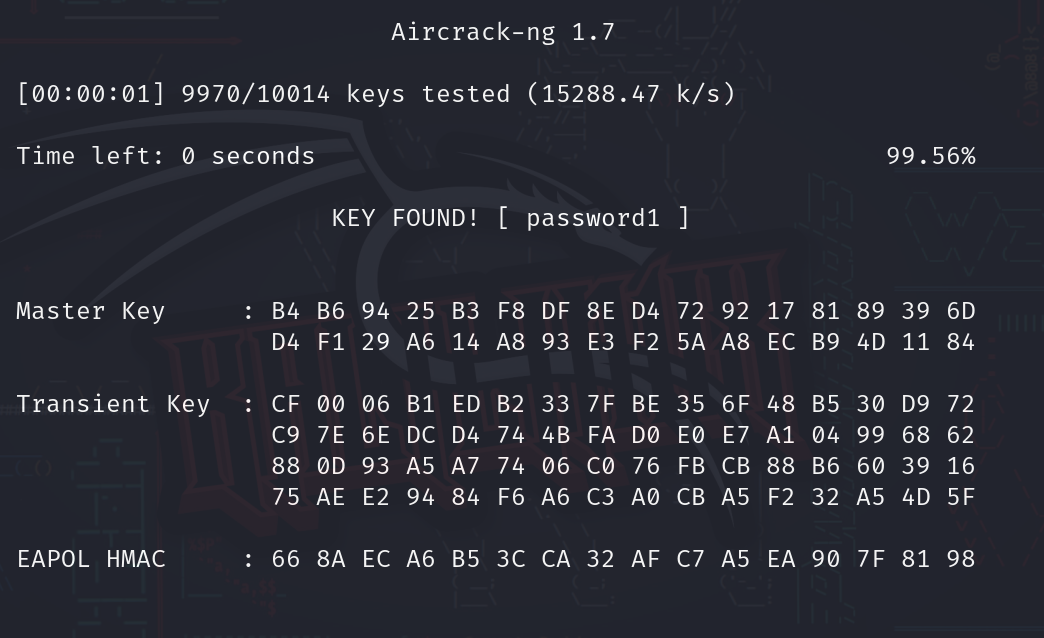 Aircrack-ng 1.7
[00:00:01] 9970/10014 keys tested (15288.47 k/s)
Time left: 0 seconds 99.56%
KEY FOUND! [ password1 ]
Master Key : B4 B6 94 25 B3 F8 DF 8E D4 72 92 17 81 89 39 6D
D4 F1 29 A6 14 A8 93 E3 F2 5A A8 EC B9 4D 11 84
Transient Key : CF 00 06 B1 ED B2 33 7F BE 35 6F 48 B5 30 D9 72
C9 7E 6E DC D4 74 4B FA D0 E0 E7 A1 04 99 68 62
88 0D 93 A5 A7 74 06 C0 76 FB CB 88 B6 60 39 16
75 AE E2 94 84 F6 A6 C3 A0 CB A5 F2 32 A5 4D 5F
EAPOL HMAC : 66 8A EC A6 B5 3C CA 32 AF C7 A5 EA 90 7F 81 98